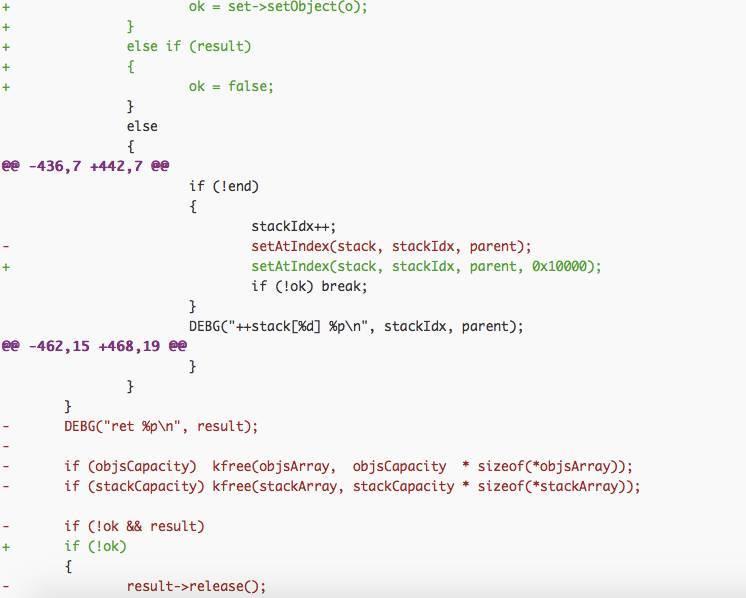 +                       ok = set->setObject(o);
+               }
+               else if (result)
+               {
+                       ok = false;
                }
                else
                {
@@ -436,7 +442,7 @@
                        if (!end)
                        {
                                stackIdx++;
-                               setAtIndex(stack, stackIdx, parent);
+                               setAtIndex(stack, stackIdx, parent, 0x10000);
                                if (!ok) break;
                        }
                        DEBG("++stack[%d] %p\n", stackIdx, parent);
@@ -462,15 +468,19 @@
                        }
                }
        }
-       DEBG("ret %p\n", result);
-
-       if (objsCapacity)  kfree(objsArray,  objsCapacity  * sizeof(*objsArray));
-       if (stackCapacity) kfree(stackArray, stackCapacity * sizeof(*stackArray));

-       if (!ok && result)
+       if (!ok)
        {
-               result->release();